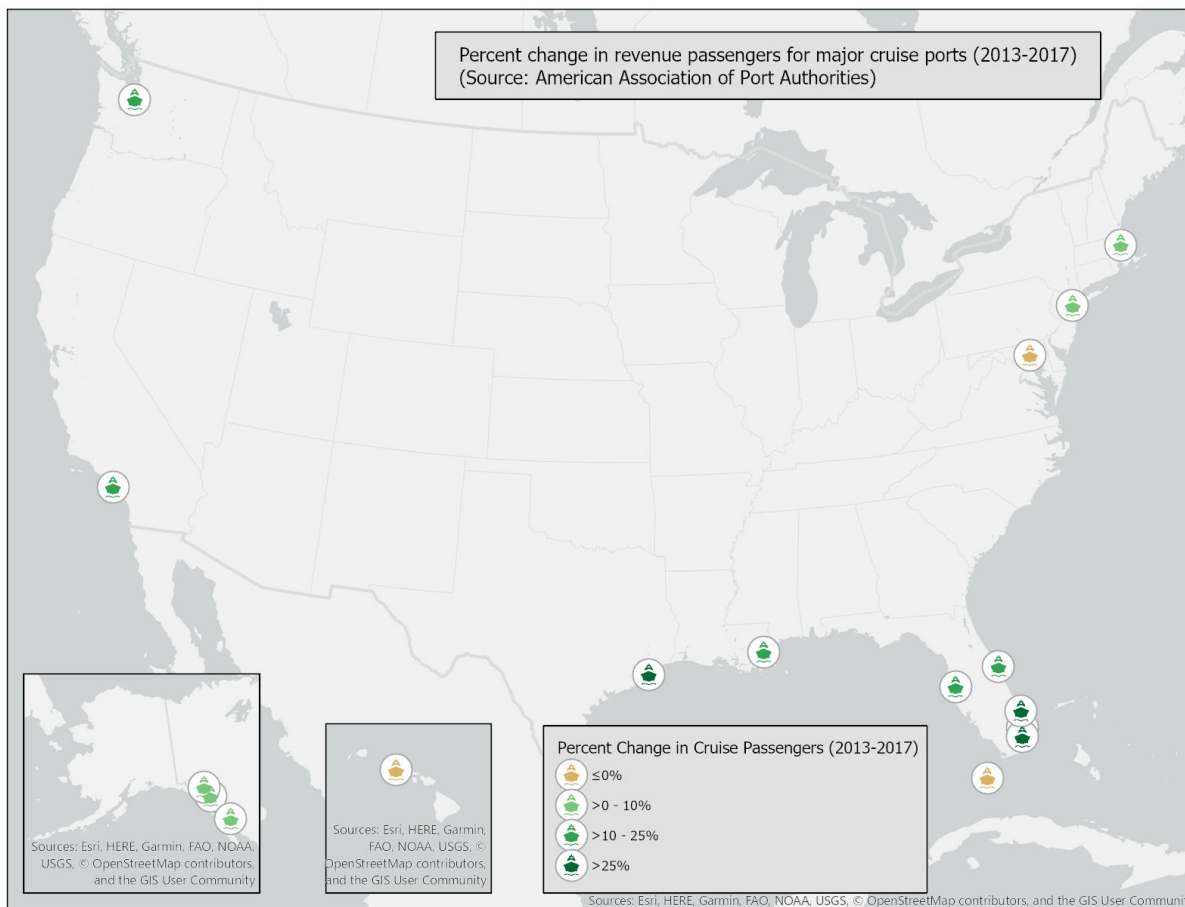 Percent change in revenue passengers for major cruise ports (2013-2017)
(Source: American Association of Port Authorities)
Sources: Esri, HERE, Garmin, FAO, NOAA,
USGS, © OpenStreetMap contributors,
and the GIS User Community
Sources: Esri, HERE, Garmin,
FAO, NOAA, USGS, ©
OpenStreetMap contributors,
and the GIS User Community
Percent Change in Cruise Passengers (2013-2017)
≤0%
>0 - 10%
>10 - 25%
>25%
Sources: Esri, HERE, Garmin, FAO, NOAA, USGS, © OpenStreetMap contributors, and the GIS User Communit